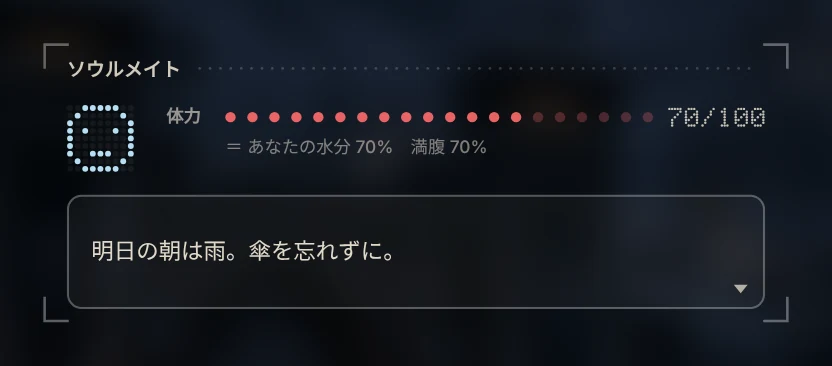 ソウルメイト
体力 70/100
＝ あなたの水分 70% 満腹 70%
明日の朝は雨。傘を忘れずに。